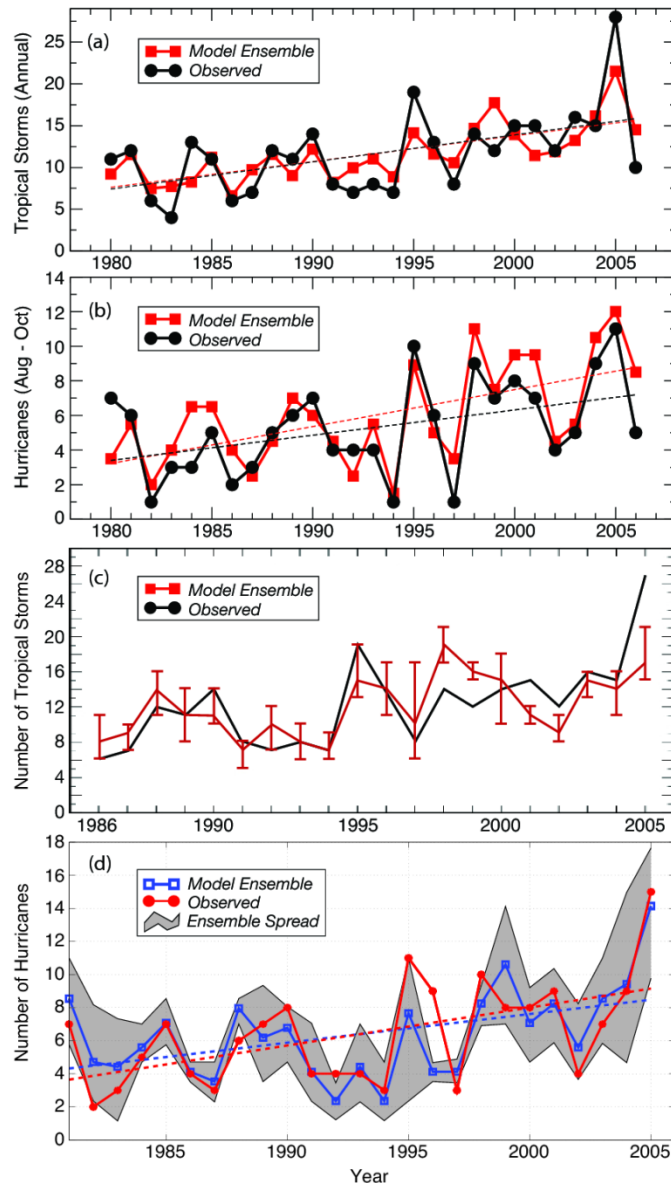 (a)
Model Ensemble
Observed
Tropical Storms (Annual)
25
20
15
10
5
0
1980 1985 1990 1995 2000 2005
(b)
Model Ensemble
Observed
Hurricanes (Aug - Oct)
14
12
10
8
6
4
2
0
1980 1985 1990 1995 2000 2005
(c)
Model Ensemble
Observed
Number of Tropical Storms
28
24
20
16
12
8
4
0
1986 1990 1995 2000 2005
(d)
Model Ensemble
Observed
Ensemble Spread
Number of Hurricanes
18
16
14
12
10
8
6
4
2
0
1985 1990 1995 2000 2005
Year